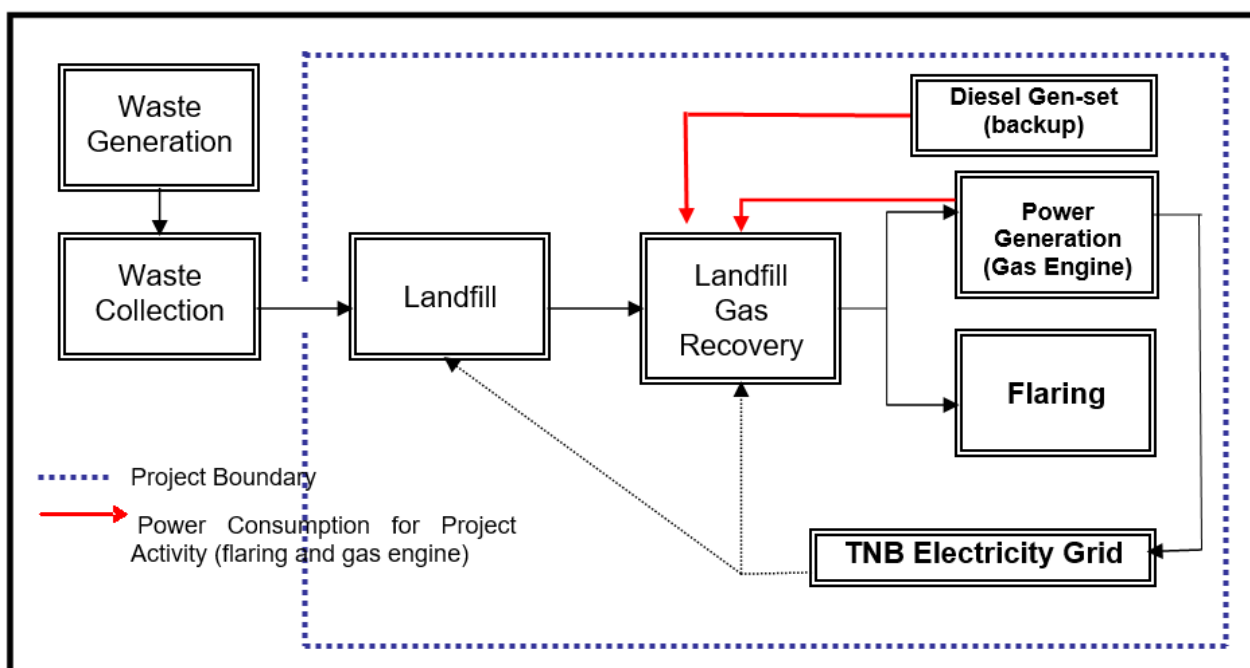 Waste
Generation
Diesel Gen-set
(backup)
Power
Generation
(Gas Engine)
Waste
Collection
Landfill
Landfill
Gas
Recovery
Flaring
Project Boundary
Power Consumption for Project
Activity (flaring and gas engine)
TNB Electricity Grid